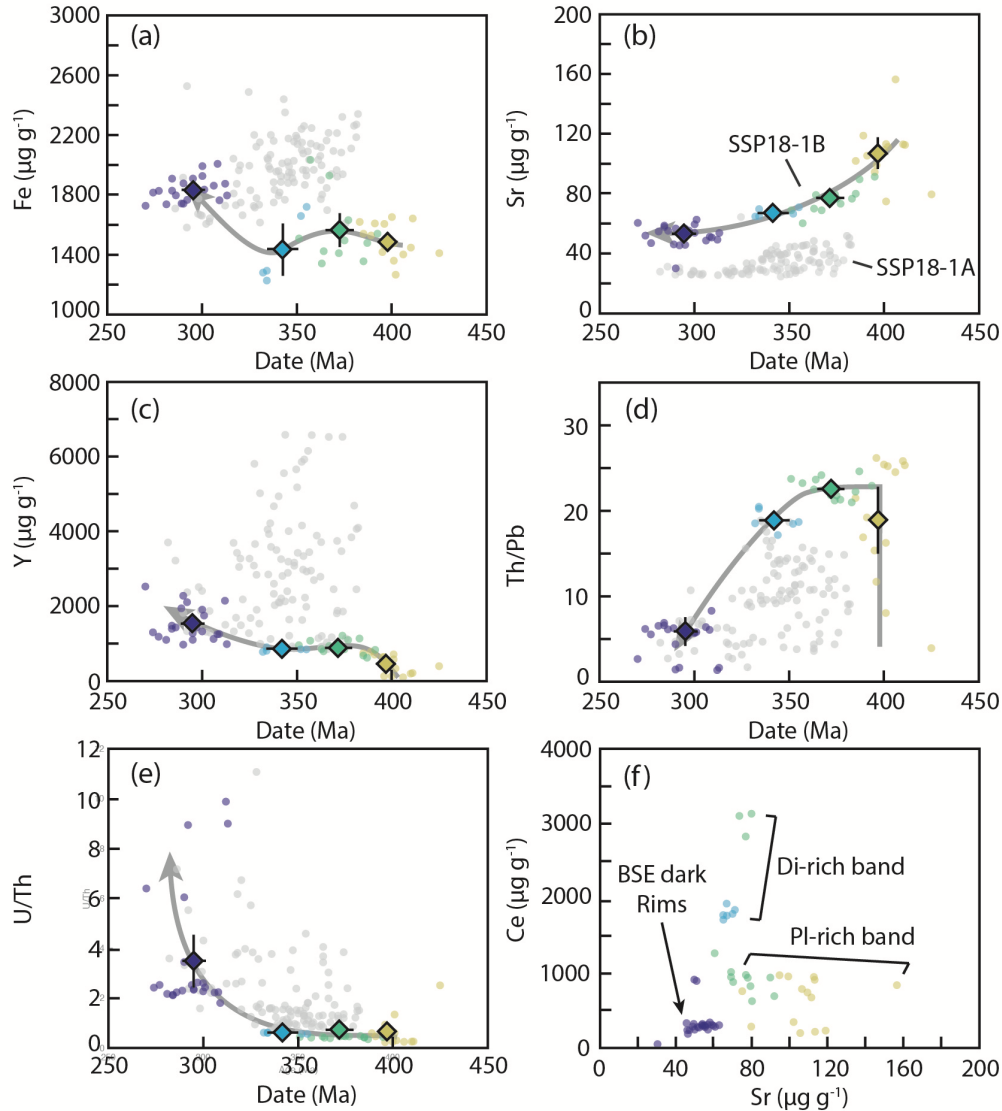 (a)
3000
2600
2200
1800
1400
1000
Fe (µg g⁻¹)
250 300 350 400 450
Date (Ma)
(b)
200
160
120
80
40
0
Sr (µg g⁻¹)
SSP18-1B
SSP18-1A
250 300 350 400 450
Date (Ma)
(c)
8000
6000
4000
2000
0
Y (µg g⁻¹)
250 300 350 400 450
Date (Ma)
(d)
30
20
10
0
Th/Pb
250 300 350 400 450
Date (Ma)
(e)
12
10
8
6
4
2
0
U/Th
U/Th
250 300 350 400 450
Date (Ma)
(f)
4000
3000
2000
1000
0
Ce (µg g⁻¹)
Di-rich band
BSE dark
Rims
Pl-rich band
0 40 80 120 160 200
Sr (µg g⁻¹)